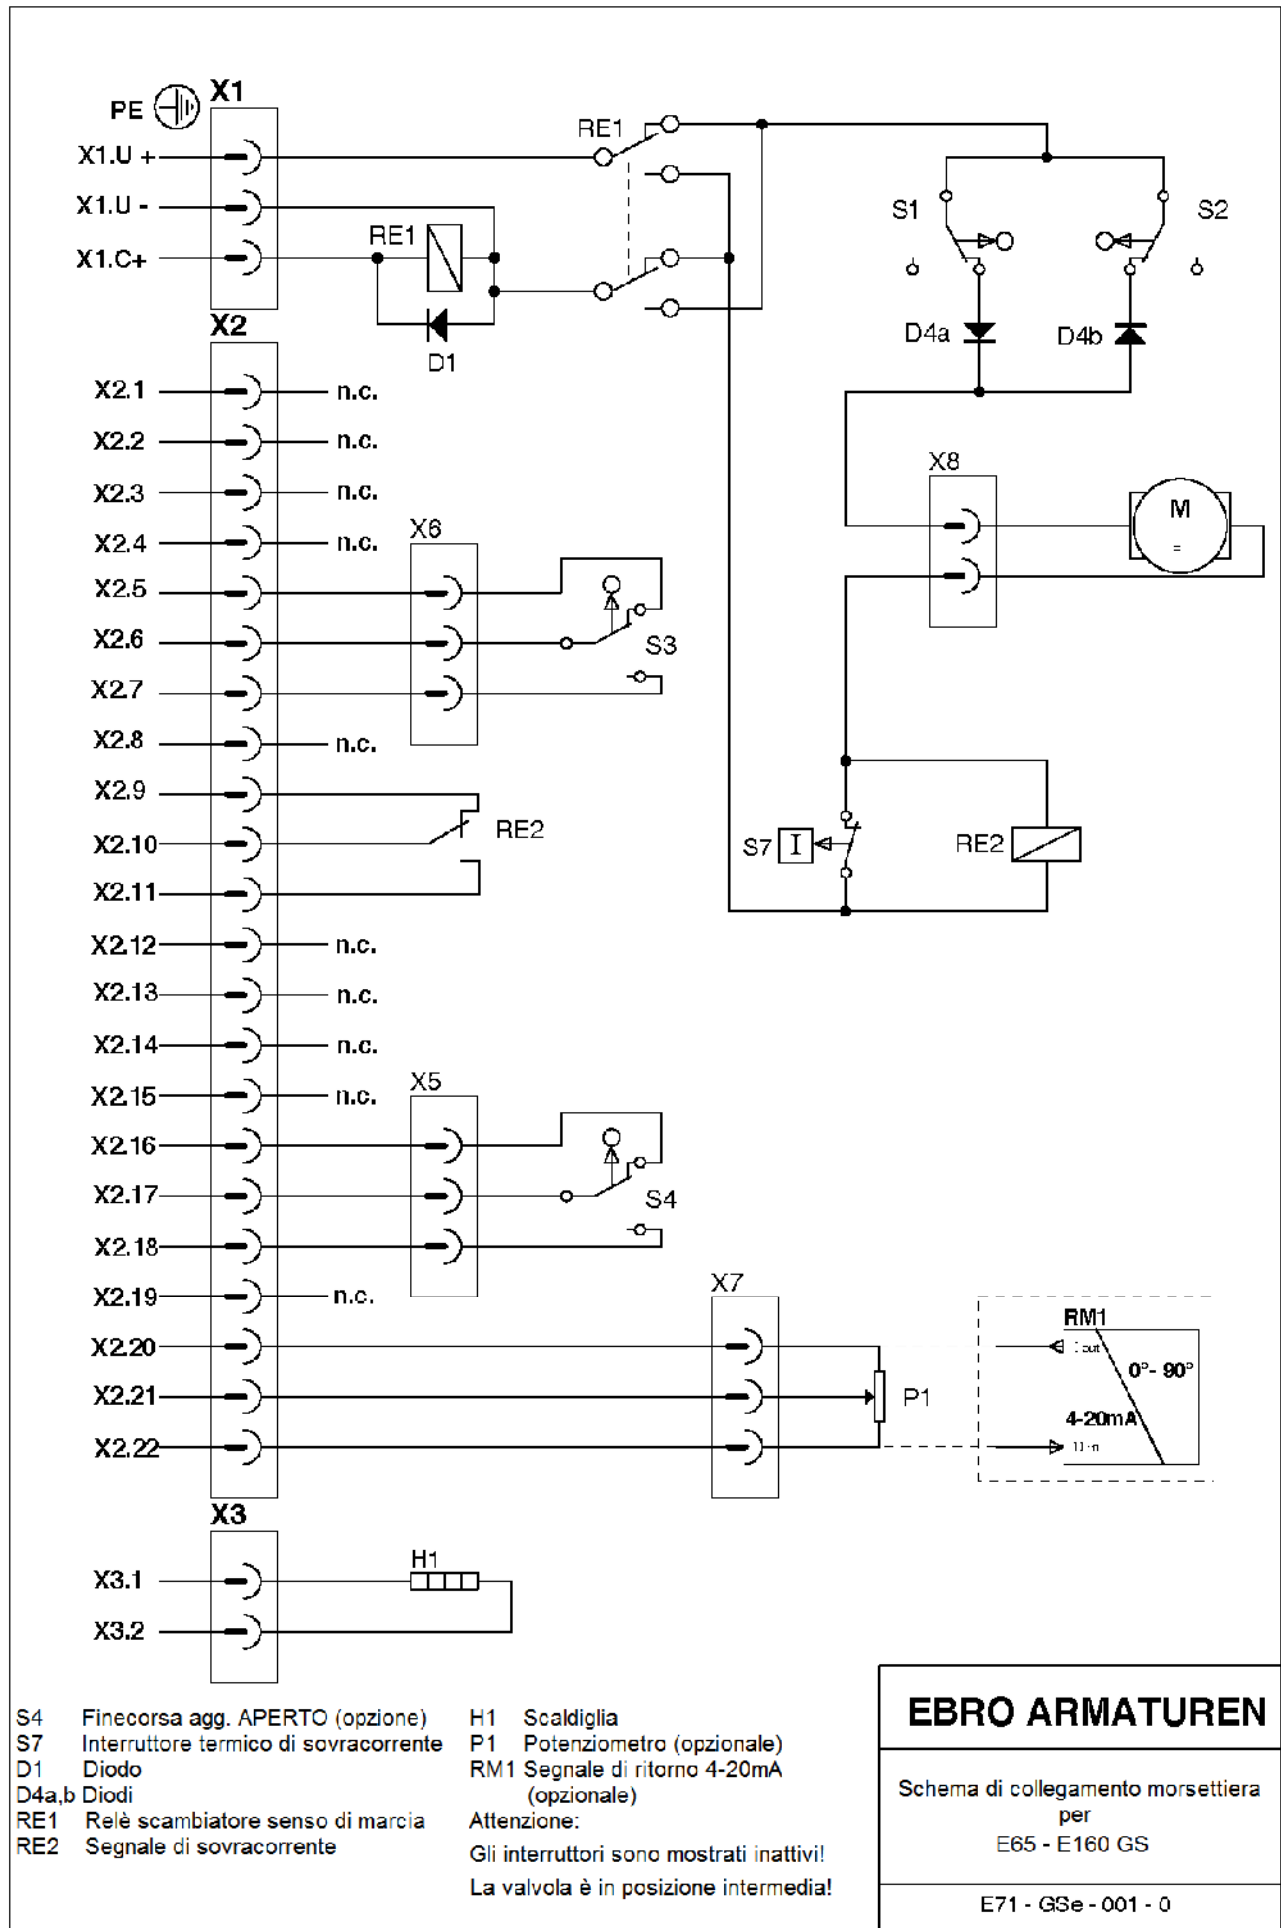 X1
PE
X1.U +
X1.U -
X1.C+
RE1
RE1
D1
S1
S2
D4a
D4b
X2
X2.1 n.c.
X2.2 n.c.
X2.3 n.c.
X2.4 n.c.
X6
X2.5
X2.6
S3
X2.7
X2.8 n.c.
X2.9
X2.10
RE2
X2.11
X2.12 n.c.
X2.13 n.c.
X2.14 n.c.
X2.15 n.c.
X5
X2.16
X2.17
S4
X2.18
X2.19 n.c.
X8
M
=
S7 I
RE2
X7
X2.20
X2.21
X2.22
P1
RM1
out
0°- 90°
4-20mA
X3
X3.1
H1
X3.2
S4 Finecorsa agg. APERTO (opzione)
S7 Interruttore termico di sovracorrente
D1 Diodo
D4a,b Diodi
RE1 Relè scambiatore senso di marcia
RE2 Segnale di sovracorrente
H1 Scaldiglia
P1 Potenziometro (opzionale)
RM1 Segnale di ritorno 4-20mA
(opzionale)
Attenzione:
Gli interruttori sono mostrati inattivi!
La valvola è in posizione intermedia!
EBRO ARMATUREN
Schema di collegamento morsettiera
per
E65 - E160 GS
E71 - GSe - 001 - 0